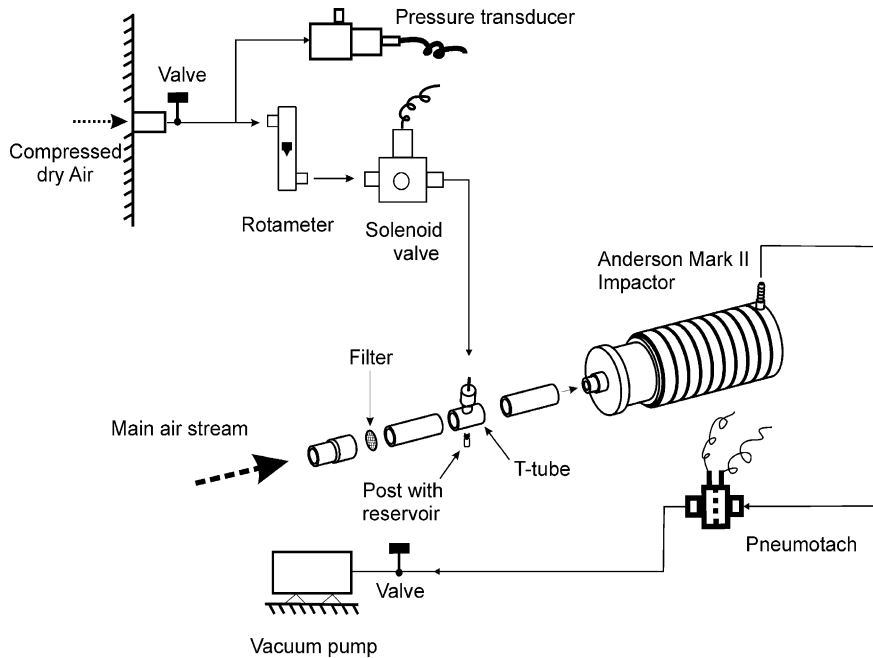 Pressure transducer
Valve
Compressed
dry Air
Rotameter
Solenoid
valve
Anderson Mark II
Impactor
Filter
Main air stream
T-tube
Post with
reservoir
Pneumotach
Valve
Vacuum pump